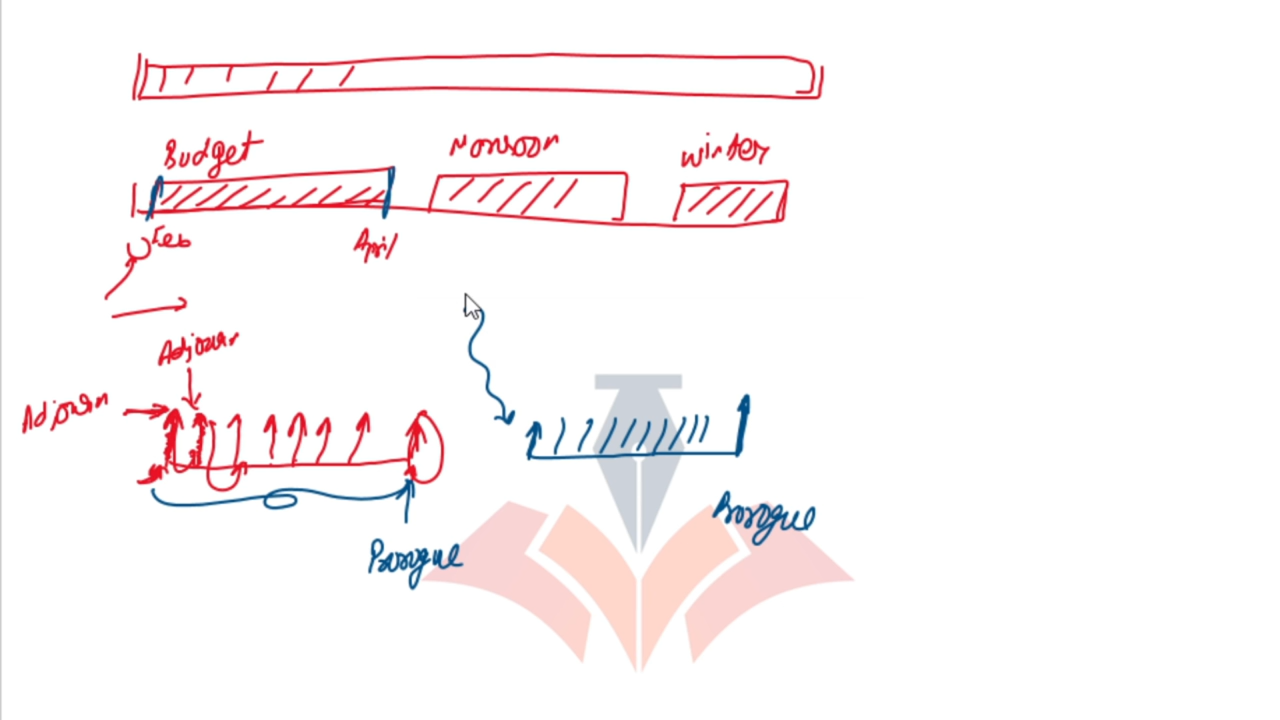 Budget
Monsoon
Winter
Feb
April
Adjourn
Adjourn
Prorogue
Prorogue